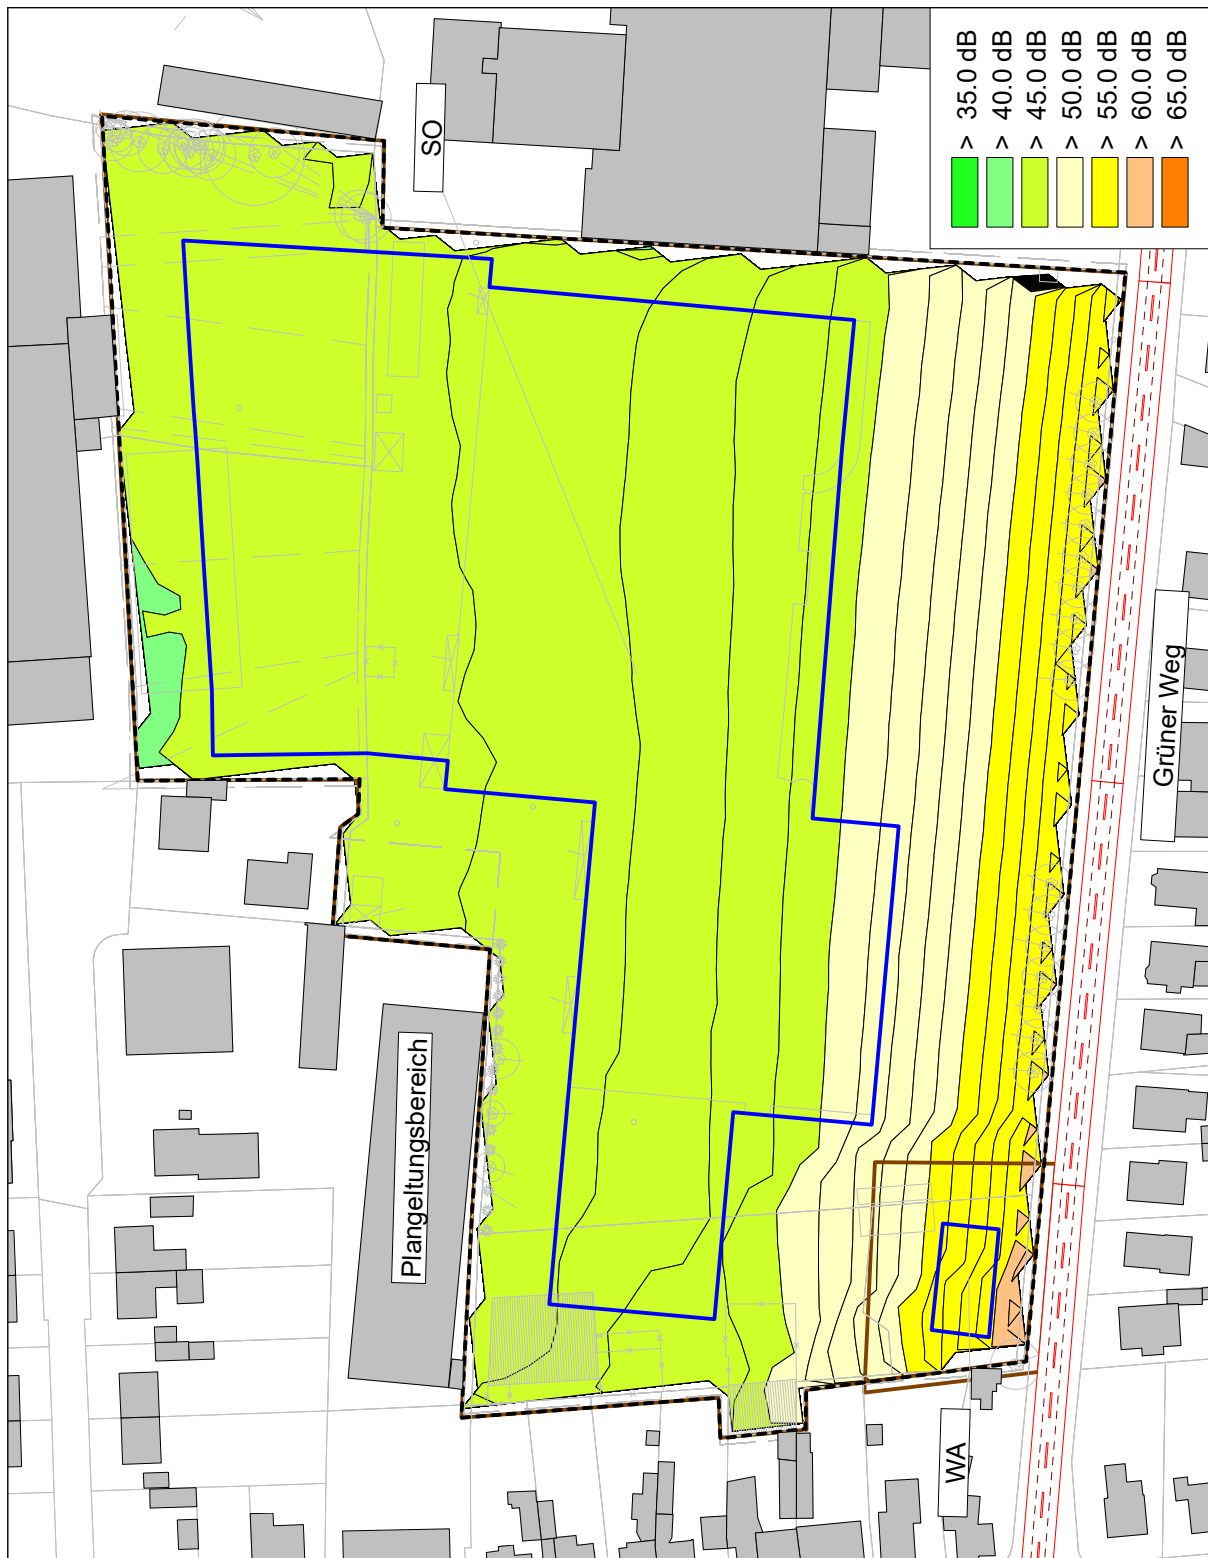 > 35.0 dB
> 40.0 dB
> 45.0 dB
> 50.0 dB
> 55.0 dB
> 60.0 dB
> 65.0 dB
SO
Plangeltungsbereich
Grüner Weg
WA